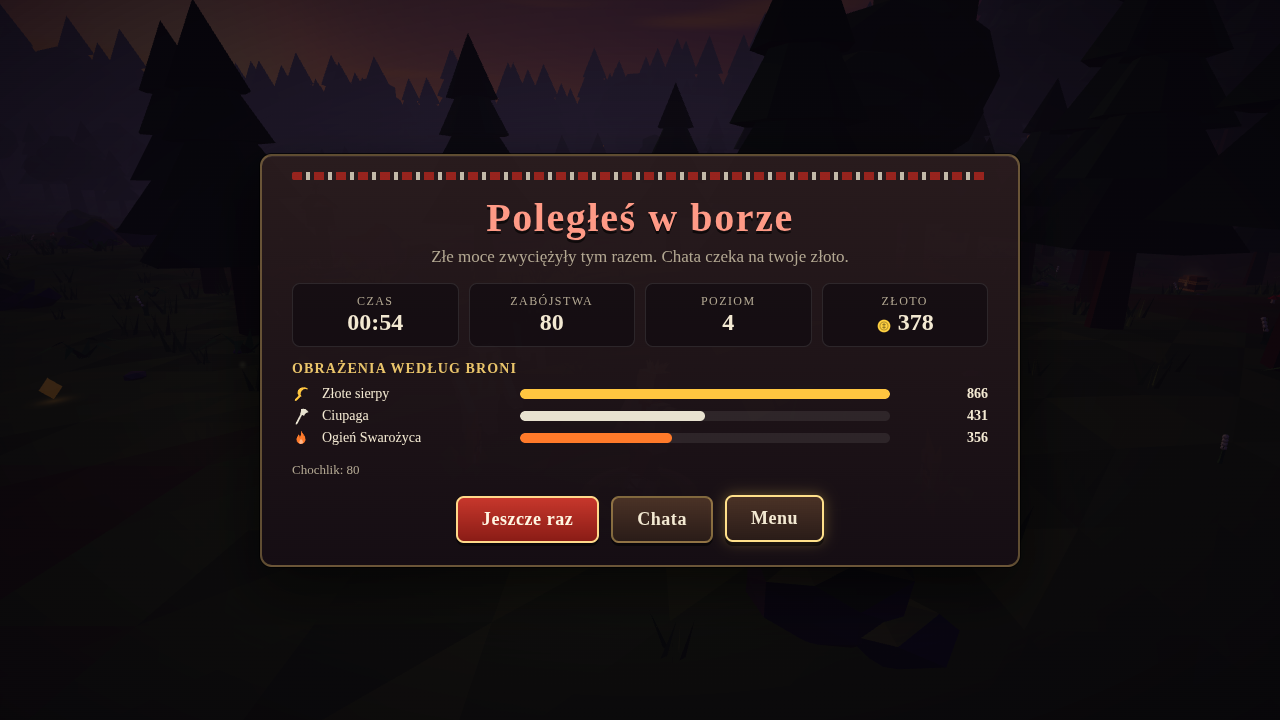 Poległeś w borze
Złe moce zwyciężyły tym razem. Chata czeka na twoje złoto.
CZAS
00:54
ZABÓJSTWA
80
POZIOM
4
ZŁOTO
378
OBRAŻENIA WEDŁUG BRONI
Złote sierpy 866
Ciupaga 431
Ogień Swarożyca 356
Chochlik: 80
Jeszcze raz
Chata
Menu